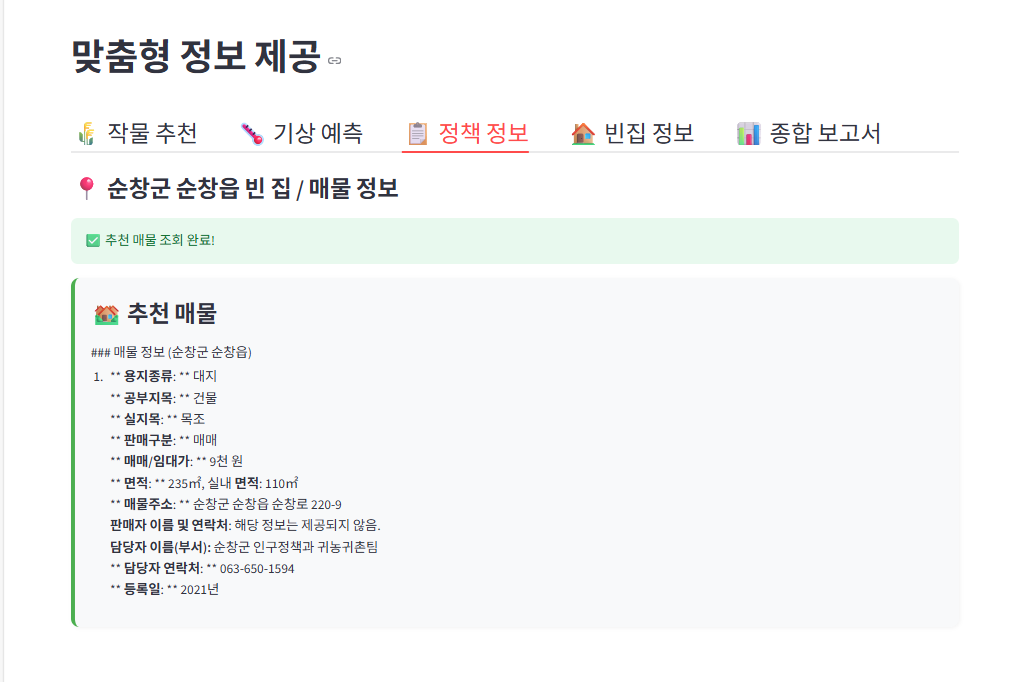 맞춤형 정보 제공
작물 추천 기상 예측 정책 정보 빈집 정보 종합 보고서
순창군 순창읍 빈 집 / 매물 정보
추천 매물 조회 완료!
추천 매물
### 매물 정보 (순창군 순창읍)
1. ** 용지종류: ** 대지
** 공부지목: ** 건물
** 실지목: ** 목조
** 판매구분: ** 매매
** 매매/임대가: ** 9천 원
** 면적: ** 235㎡, 실내 면적: 110㎡
** 매물주소: ** 순창군 순창읍 순창로 220-9
판매자 이름 및 연락처: 해당 정보는 제공되지 않음.
담당자 이름(부서): 순창군 인구정책과 귀농귀촌팀
** 담당자 연락처: ** 063-650-1594
** 등록일: ** 2021년